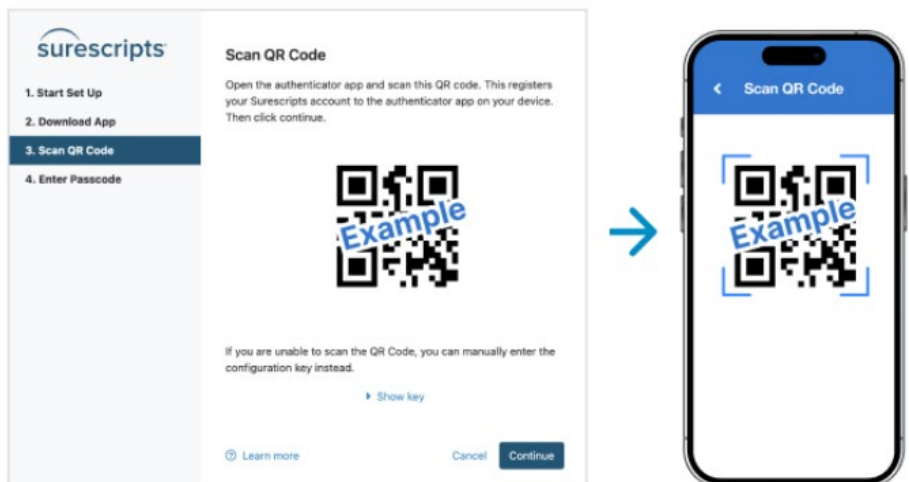 surescripts
1. Start Set Up
2. Download App
3. Scan QR Code
4. Enter Passcode
Scan QR Code
Open the authenticator app and scan this QR code. This registers
your Surescripts account to the authenticator app on your device.
Then click continue.
Example
If you are unable to scan the QR Code, you can manually enter the
configuration key instead.
Show key
Learn more
Cancel
Continue
Scan QR Code
Example